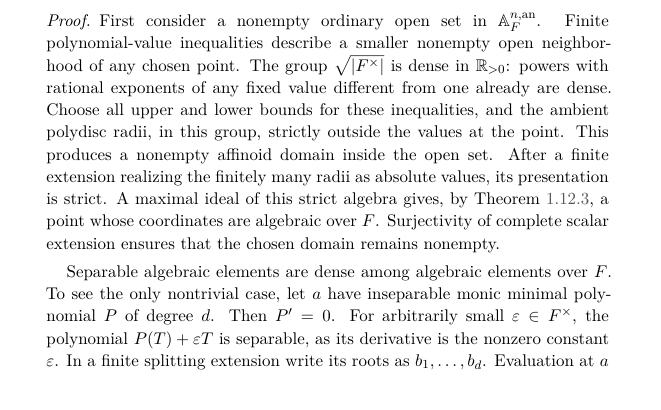 Proof. First consider a nonempty ordinary open set in 𝔸_F^{n,an}. Finite
polynomial-value inequalities describe a smaller nonempty open neighbor-
hood of any chosen point. The group √|F^×| is dense in ℝ_{>0}: powers with
rational exponents of any fixed value different from one already are dense.
Choose all upper and lower bounds for these inequalities, and the ambient
polydisc radii, in this group, strictly outside the values at the point. This
produces a nonempty affinoid domain inside the open set. After a finite
extension realizing the finitely many radii as absolute values, its presentation
is strict. A maximal ideal of this strict algebra gives, by Theorem 1.12.3, a
point whose coordinates are algebraic over F. Surjectivity of complete scalar
extension ensures that the chosen domain remains nonempty.
Separable algebraic elements are dense among algebraic elements over F.
To see the only nontrivial case, let a have inseparable monic minimal poly-
nomial P of degree d. Then P′ = 0. For arbitrarily small ε ∈ F^×, the
polynomial P(T) + εT is separable, as its derivative is the nonzero constant
ε. In a finite splitting extension write its roots as b_1, . . . , b_d. Evaluation at a